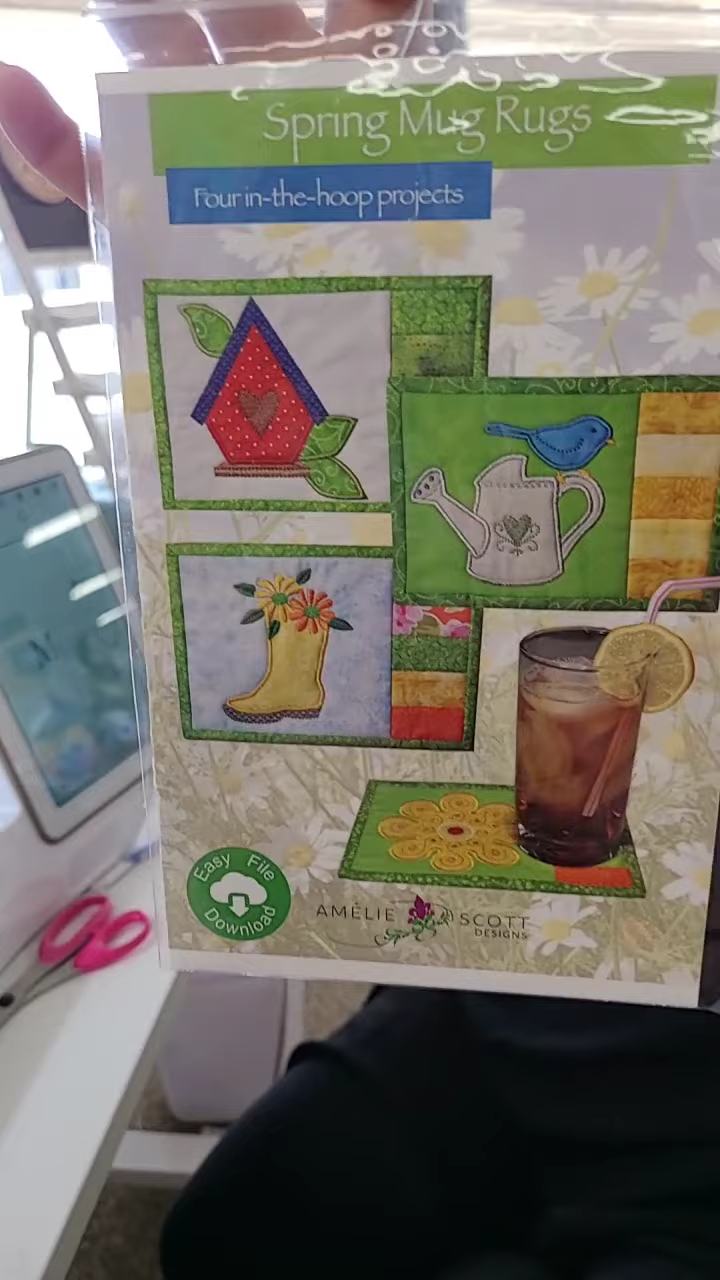 Spring Mug Rugs
Four in-the-hoop projects
Easy File
Download
AMÉLIE SCOTT
DESIGNS